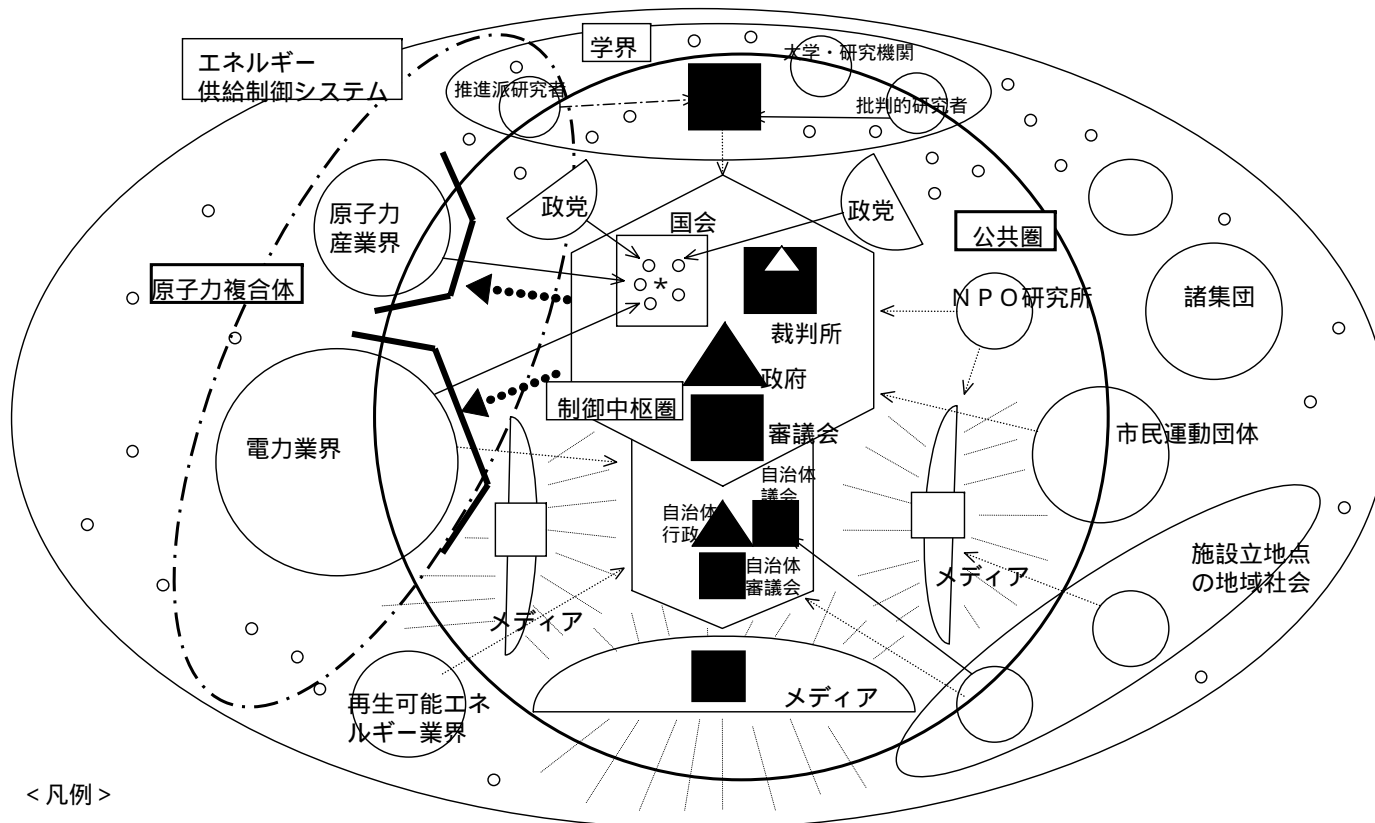 学界
大学・研究機関
エネルギー
供給制御システム
推進派研究者
批判的研究者
原子力
産業界
政党
国会
政党
公共圏
原子力複合体
*
ＮＰＯ研究所
諸集団
裁判所
政府
制御中枢圏
審議会
電力業界
市民運動団体
自治体
議会
自治体
行政
自治体
審議会
施設立地点
の地域社会
メディア
メディア
メディア
再生可能エネ
ルギー業界
<凡例>